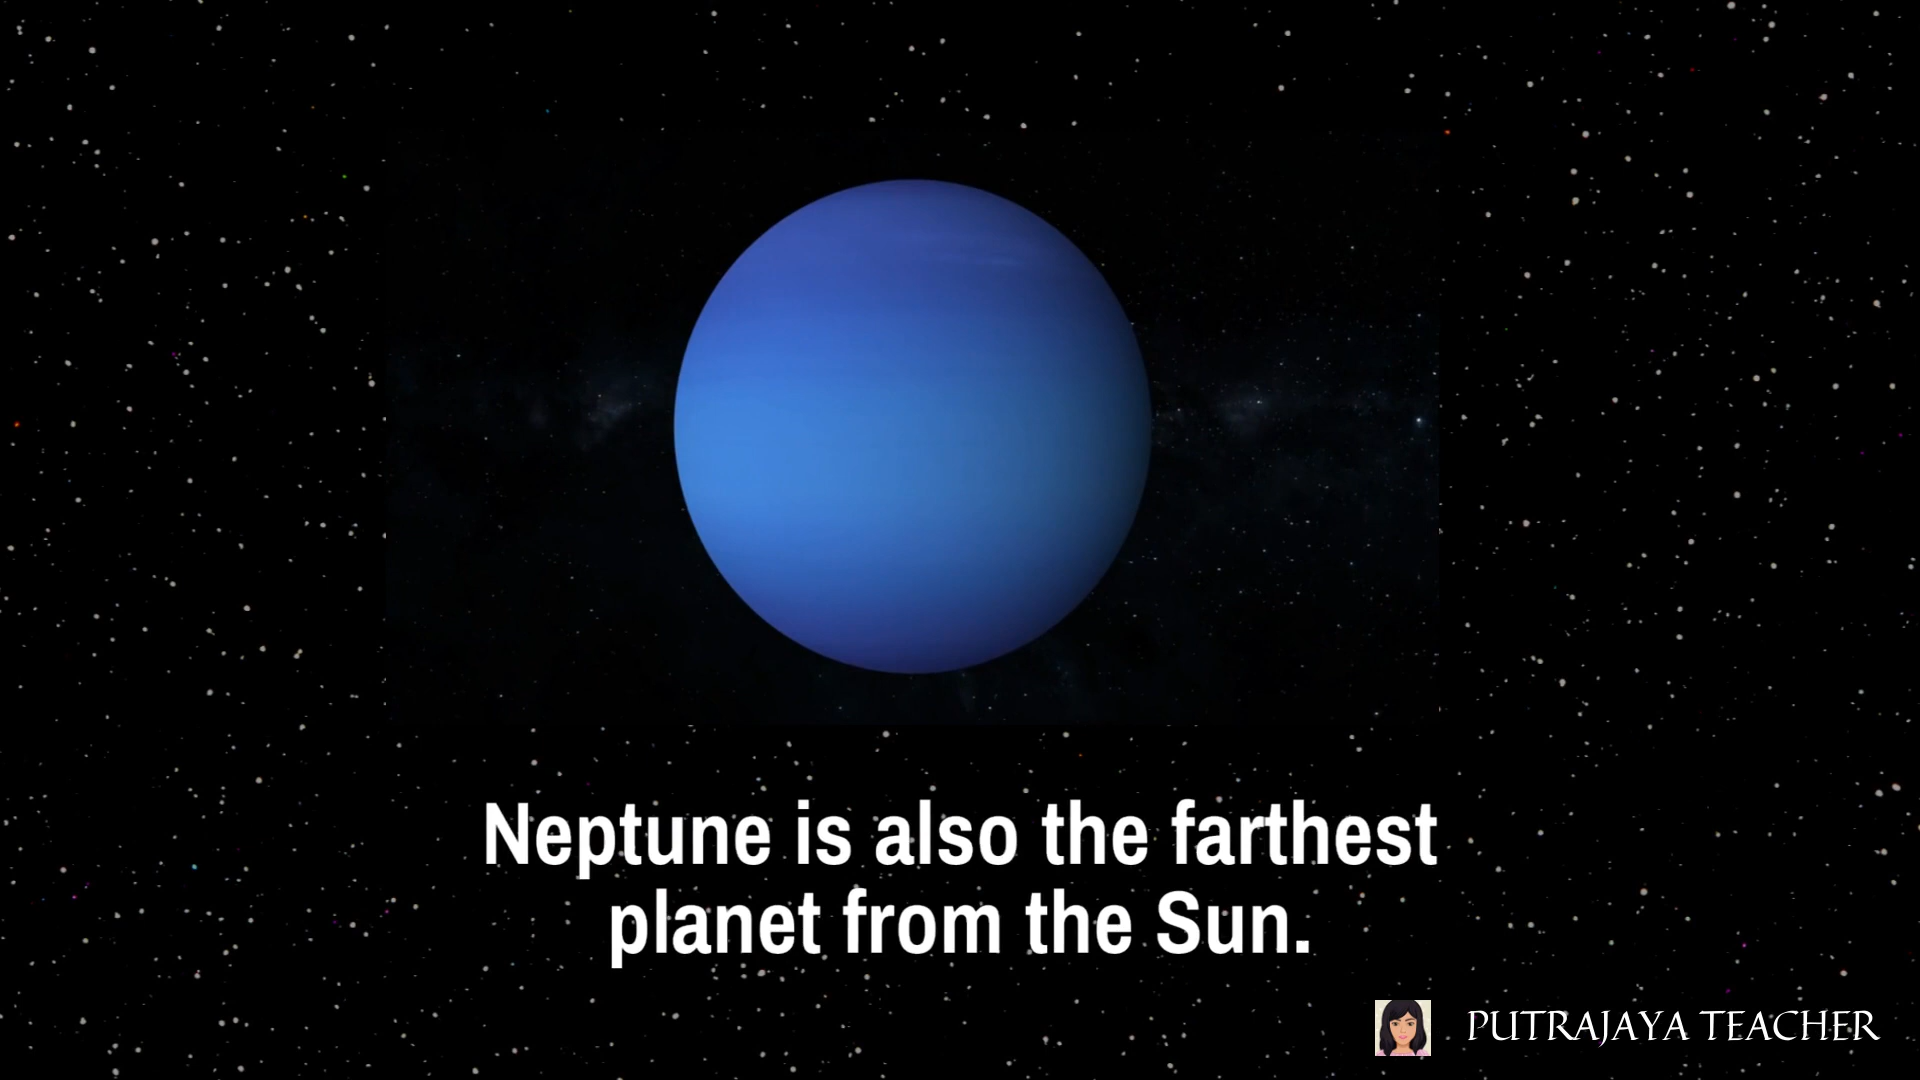 Neptune is also the farthest
planet from the Sun.
PUTRAJAYA TEACHER